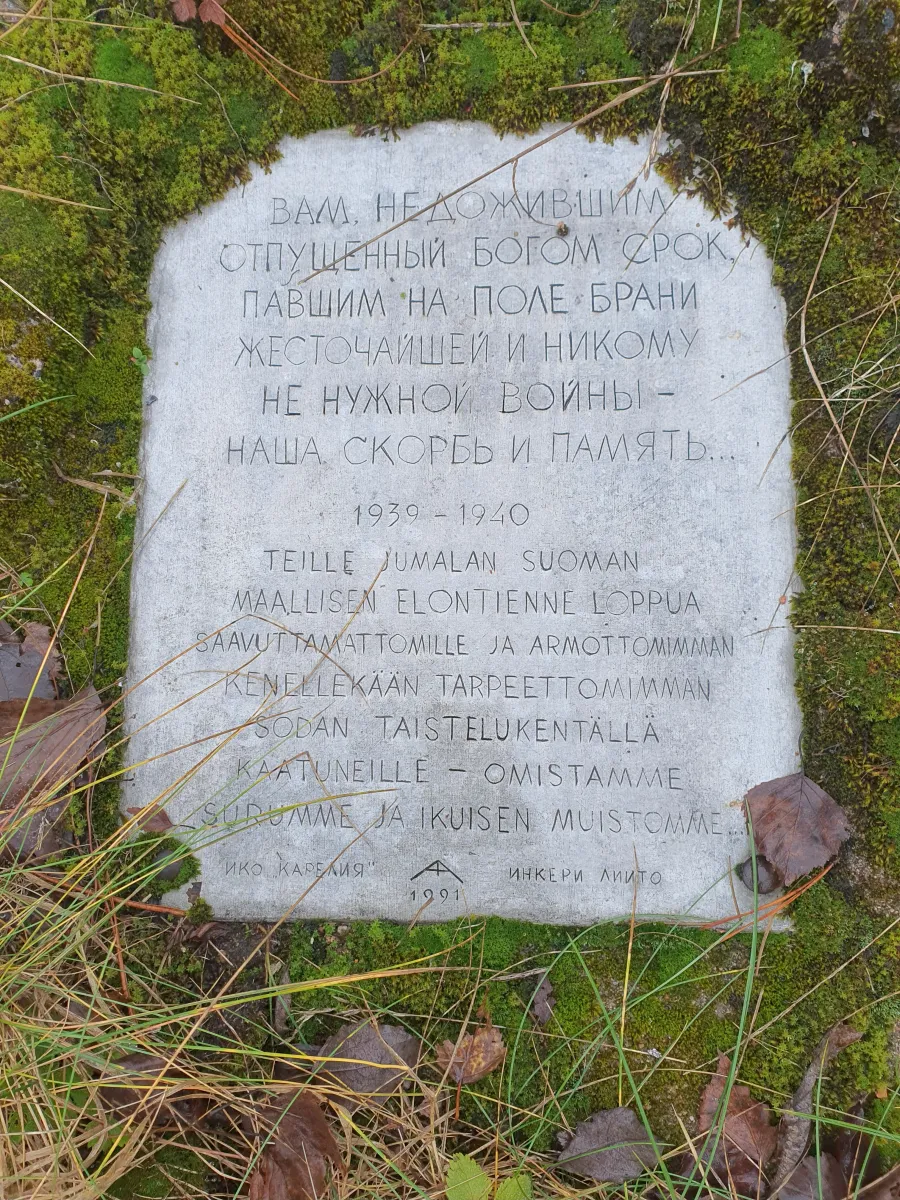 ВАМ, НЕ ДОЖИВШИМ
ОТПУЩЕННЫЙ БОГОМ СРОК,
ПАВШИМ НА ПОЛЕ БРАНИ
ЖЕСТОЧАЙШЕЙ И НИКОМУ
НЕ НУЖНОЙ ВОЙНЫ –
НАША СКОРБЬ И ПАМЯТЬ...
1939 – 1940
TEILLE JUMALAN SUOMAN
MAALLISEN ELONTIENNE LOPPUA
SAAVUTTAMATTOMILLE JA ARMOTTOMIMMAN
KENELLEKÄÄN TARPEETTOMIMMAN
SODAN TAISTELUKENTÄLLÄ
KAATUNEILLE – OMISTAMME
SURUMME JA IKUISEN MUISTOMME...
ИКО КАРЕЛИЯ" 1991 ИНКЕРИ ЛИИТО